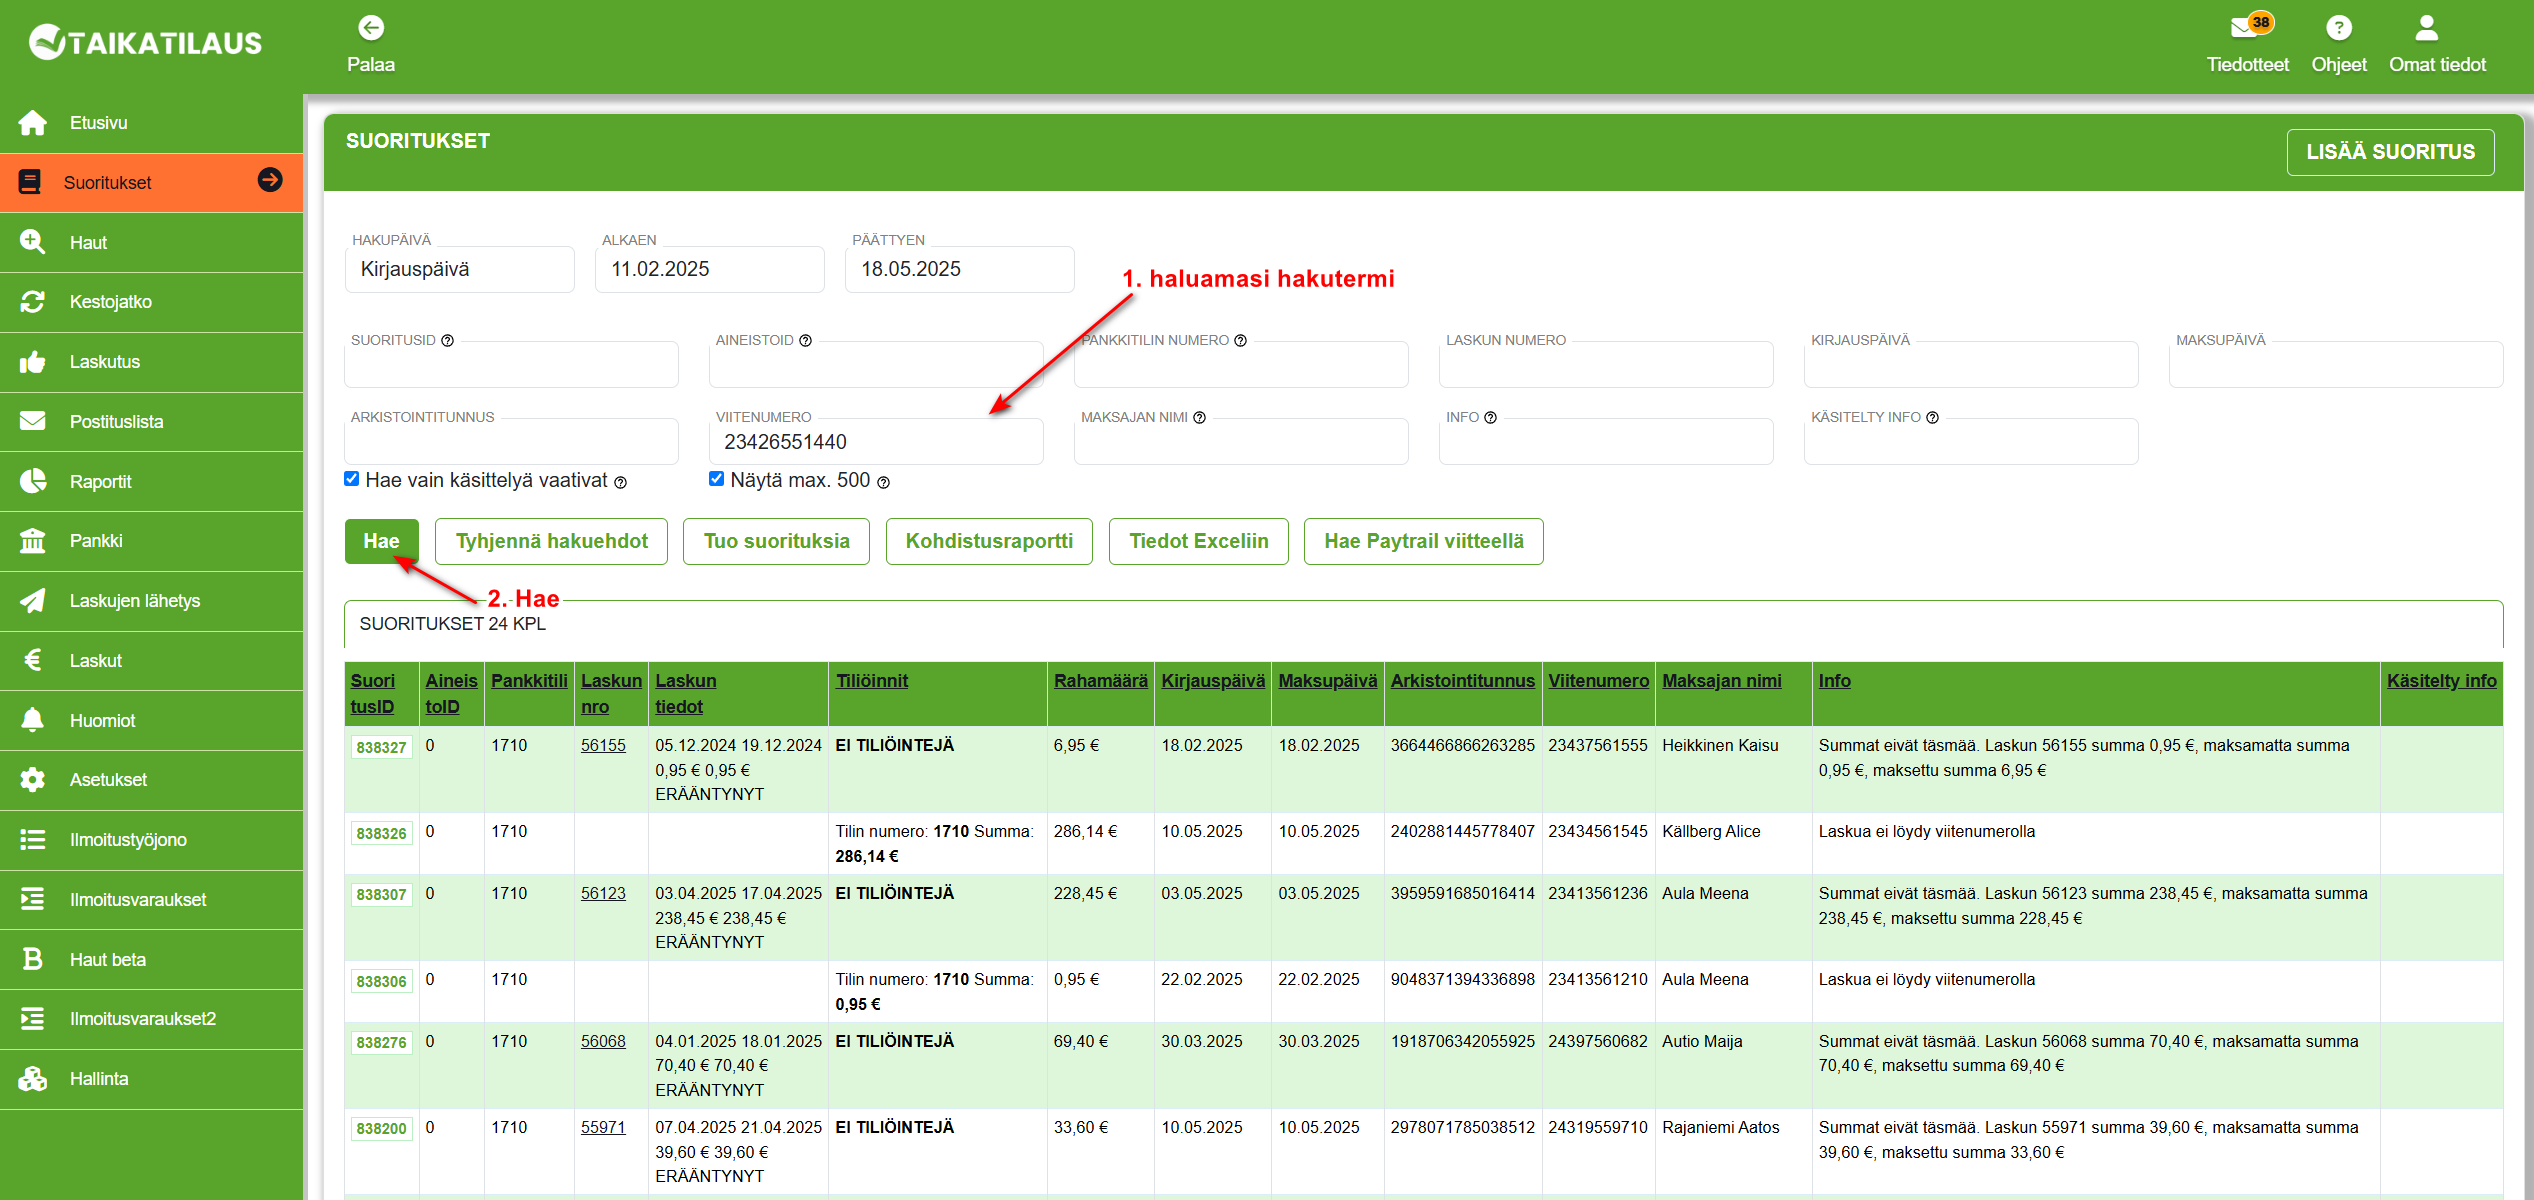 TAIKATILAUS
Palaa
38
Tiedotteet
Ohjeet
Omat tiedot
Etusivu
Suoritukset
Haut
Kestojatko
Laskutus
Postituslista
Raportit
Pankki
Laskujen lähetys
Laskut
Huomiot
Asetukset
Ilmoitustyöjono
Ilmoitusvaraukset
Haut beta
Ilmoitusvaraukset2
Hallinta
SUORITUKSET
LISÄÄ SUORITUS
HAKUPÄIVÄ ALKAEN PÄÄTTYEN
Kirjauspäivä 11.02.2025 18.05.2025
1. haluamasi hakutermi
SUORITUSID AINEISTOID PANKKITILIN NUMERO LASKUN NUMERO KIRJAUSPÄIVÄ MAKSUPÄIVÄ
ARKISTOINTITUNNUS VIITENUMERO MAKSAJAN NIMI INFO KÄSITELTY INFO
23426551440
Hae vain käsittelyä vaativat Näytä max. 500
Hae Tyhjennä hakuehdot Tuo suorituksia Kohdistusraportti Tiedot Exceliin Hae Paytrail viitteellä
2. Hae
SUORITUKSET 24 KPL
Suori AineisPankkitili Laskun Laskun Tiliöinnit Rahamäärä Kirjauspäivä Maksupäivä Arkistointitunnus Viitenumero Maksajan nimi Info Käsitelty info
tusID toID nro tiedot
838327 0 1710 56155 05.12.2024 19.12.2024 EI TILIÖINTEJÄ 6,95 € 18.02.2025 18.02.2025 3664466866263285 23437561555 Heikkinen Kaisu Summat eivät täsmää. Laskun 56155 summa 0,95 €, maksamatta summa
0,95 € 0,95 € 0,95 €, maksettu summa 6,95 €
ERÄÄNTYNYT
838326 0 1710 Tilin numero: 1710 Summa: 286,14 € 10.05.2025 10.05.2025 2402881445778407 23434561545 Källberg Alice Laskua ei löydy viitenumerolla
286,14 €
838307 0 1710 56123 03.04.2025 17.04.2025 EI TILIÖINTEJÄ 228,45 € 03.05.2025 03.05.2025 3959591685016414 23413561236 Aula Meena Summat eivät täsmää. Laskun 56123 summa 238,45 €, maksamatta summa
238,45 € 238,45 € 238,45 €, maksettu summa 228,45 €
ERÄÄNTYNYT
838306 0 1710 Tilin numero: 1710 Summa: 0,95 € 22.02.2025 22.02.2025 9048371394336898 23413561210 Aula Meena Laskua ei löydy viitenumerolla
0,95 €
838276 0 1710 56068 04.01.2025 18.01.2025 EI TILIÖINTEJÄ 69,40 € 30.03.2025 30.03.2025 1918706342055925 24397560682 Autio Maija Summat eivät täsmää. Laskun 56068 summa 70,40 €, maksamatta summa
70,40 € 70,40 € 70,40 €, maksettu summa 69,40 €
ERÄÄNTYNYT
838200 0 1710 55971 07.04.2025 21.04.2025 EI TILIÖINTEJÄ 33,60 € 10.05.2025 10.05.2025 2978071785038512 24319559710 Rajaniemi Aatos Summat eivät täsmää. Laskun 55971 summa 39,60 €, maksamatta summa
39,60 € 39,60 € 39,60 €, maksettu summa 33,60 €
ERÄÄNTYNYT